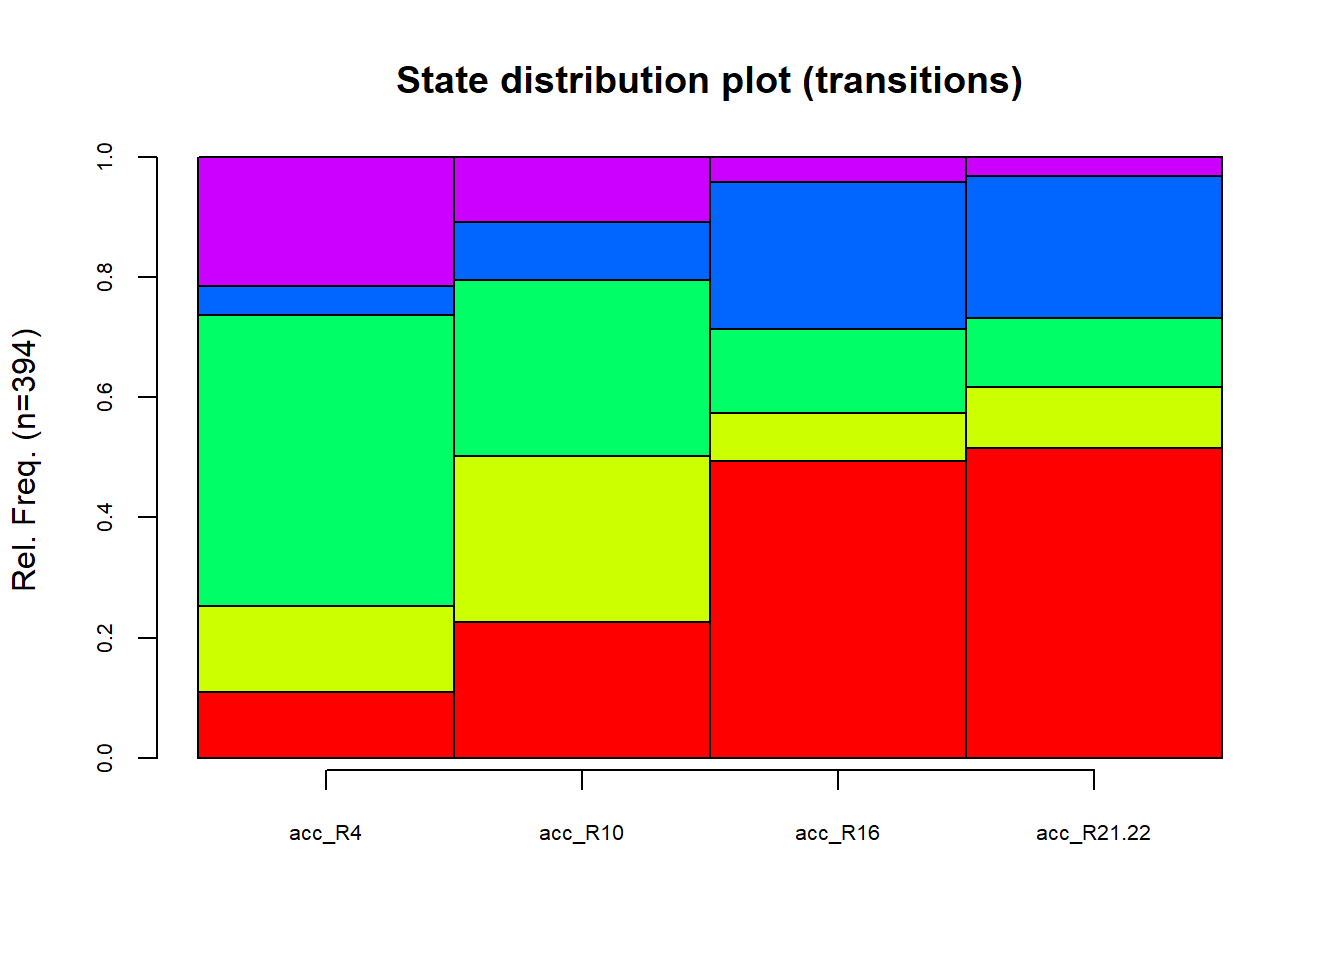 State distribution plot (transitions)
Rel. Freq. (n=394)
1.0
0.8
0.6
0.4
0.2
0.0
acc_R4 acc_R10 acc_R16 acc_R21.22